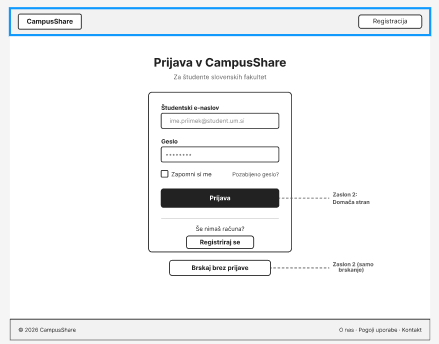 CampusShare
Registracija
Prijava v CampusShare
Za študente slovenskih fakultet
Študentski e-naslov
ime.priimek@student.um.si
Geslo
••••••••
Zapomni si me
Pozabljeno geslo?
Prijava
Zaslon 2:
Domača stran
Še nimaš računa?
Registriraj se
Brskaj brez prijave
Zaslon 2 (samo
brskanje)
© 2026 CampusShare
O nas · Pogoji uporabe · Kontakt